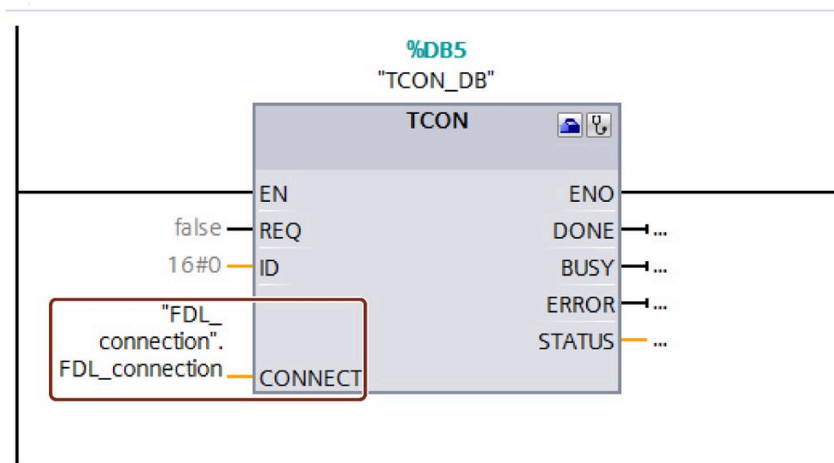 %DB5
"TCON_DB"
TCON
EN ENO
false REQ DONE ...
16#0 ID BUSY ...
ERROR ...
"FDL_
connection". STATUS ...
FDL_connection CONNECT